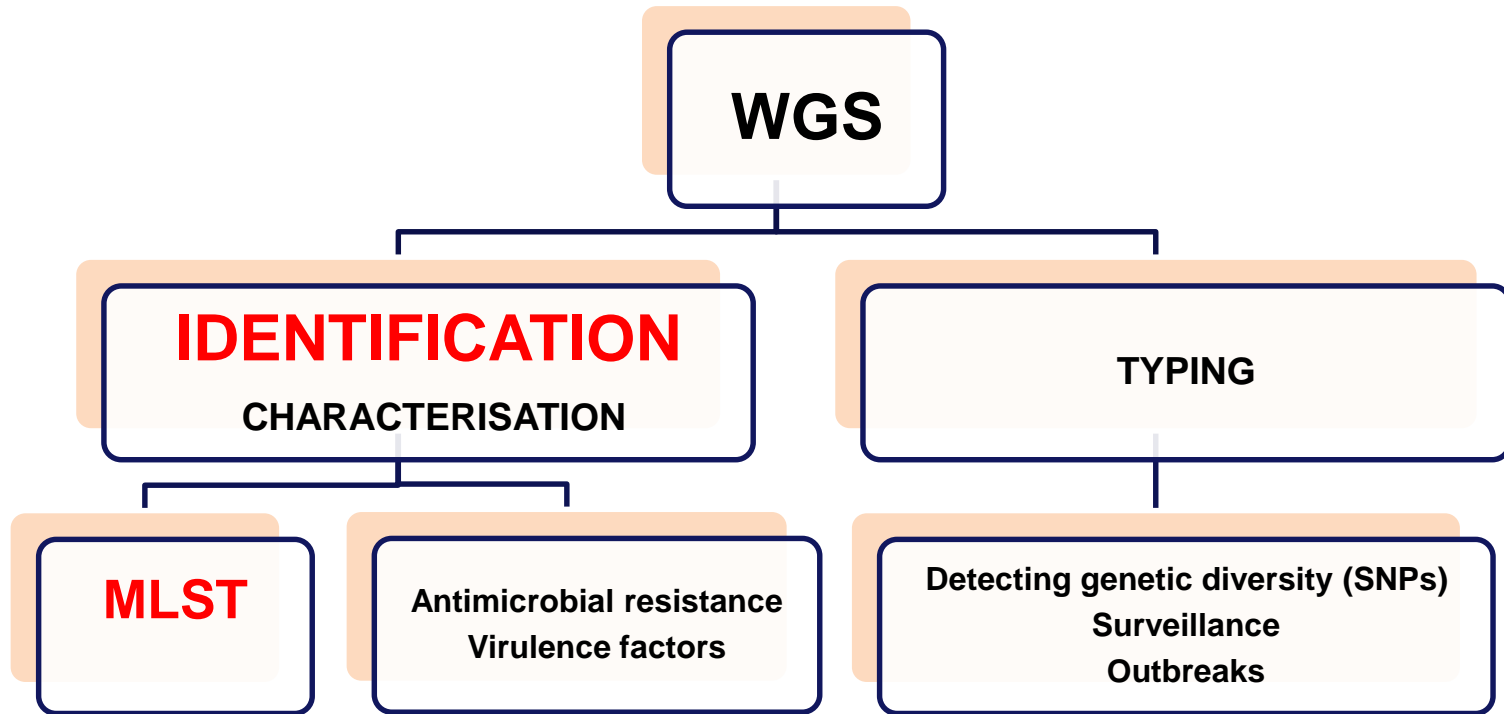 WGS
IDENTIFICATION
CHARACTERISATION
TYPING
MLST
Antimicrobial resistance
Virulence factors
Detecting genetic diversity (SNPs)
Surveillance
Outbreaks